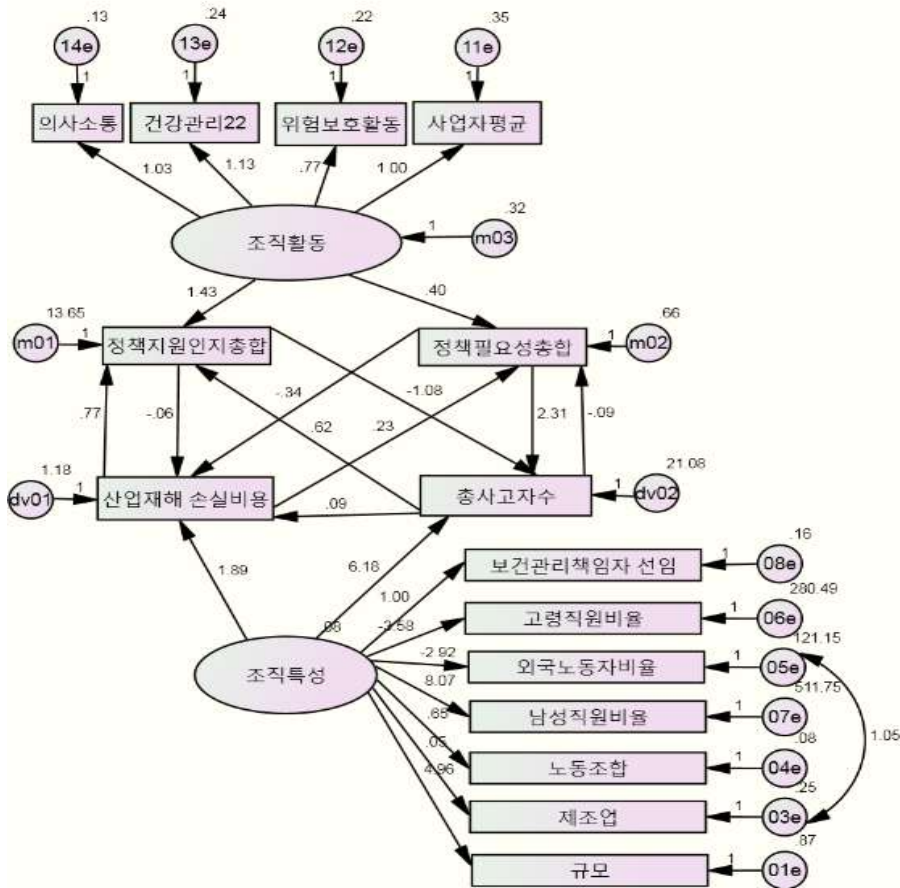 .13 .24 .22 .35
14e 13e 12e 11e
1 1 1 1
의사소통 건강관리22 위험보호활동 사업자평균
1.03 1.13 .77 1.00
.32
조직활동 1 m03
1.43 .40
13.65 .66
m01 1 정책지원인지총합 정책필요성총합 1 m02
-.34 -1.08
.77 -.06 .62 .23 2.31 -.09
1.18 21.08
dv01 1 산업재해 손실비용 .09 총사고자수 1 dv02
1.89 6.18
.16
보건관리책임자 선임 1 08e
1.00 280.49
고령직원비율 1 06e
.98 -3.58 121.15
조직특성 -2.92 외국노동자비율 1 05e
8.07 511.75
남성직원비율 1 07e
.65 .08 1.05
.05 노동조합 1 04e
4.96 .25
제조업 1 03e
.87
규모 1 01e